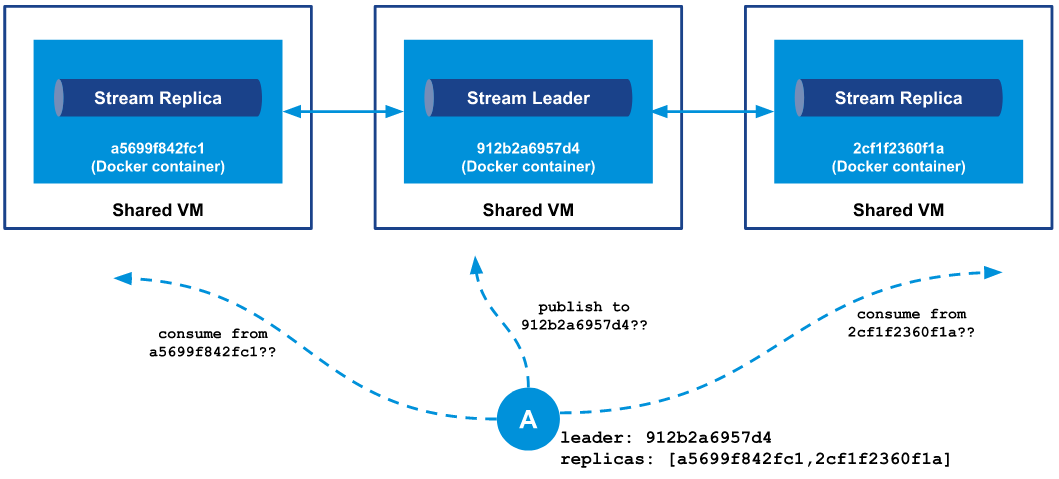 Stream Replica
a5699f842fc1
(Docker container)
Shared VM
Stream Leader
912b2a6957d4
(Docker container)
Shared VM
Stream Replica
2cf1f2360f1a
(Docker container)
Shared VM
consume from
a5699f842fc1??
publish to
912b2a6957d4??
consume from
2cf1f2360f1a??
A
leader: 912b2a6957d4
replicas: [a5699f842fc1,2cf1f2360f1a]